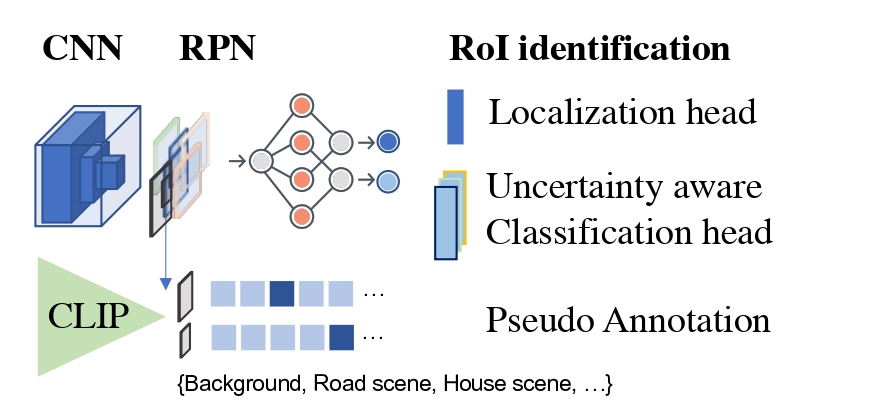 CNN RPN RoI identification
Localization head
Uncertainty aware
Classification head
CLIP
...
...
Pseudo Annotation
{Background, Road scene, House scene, ...}